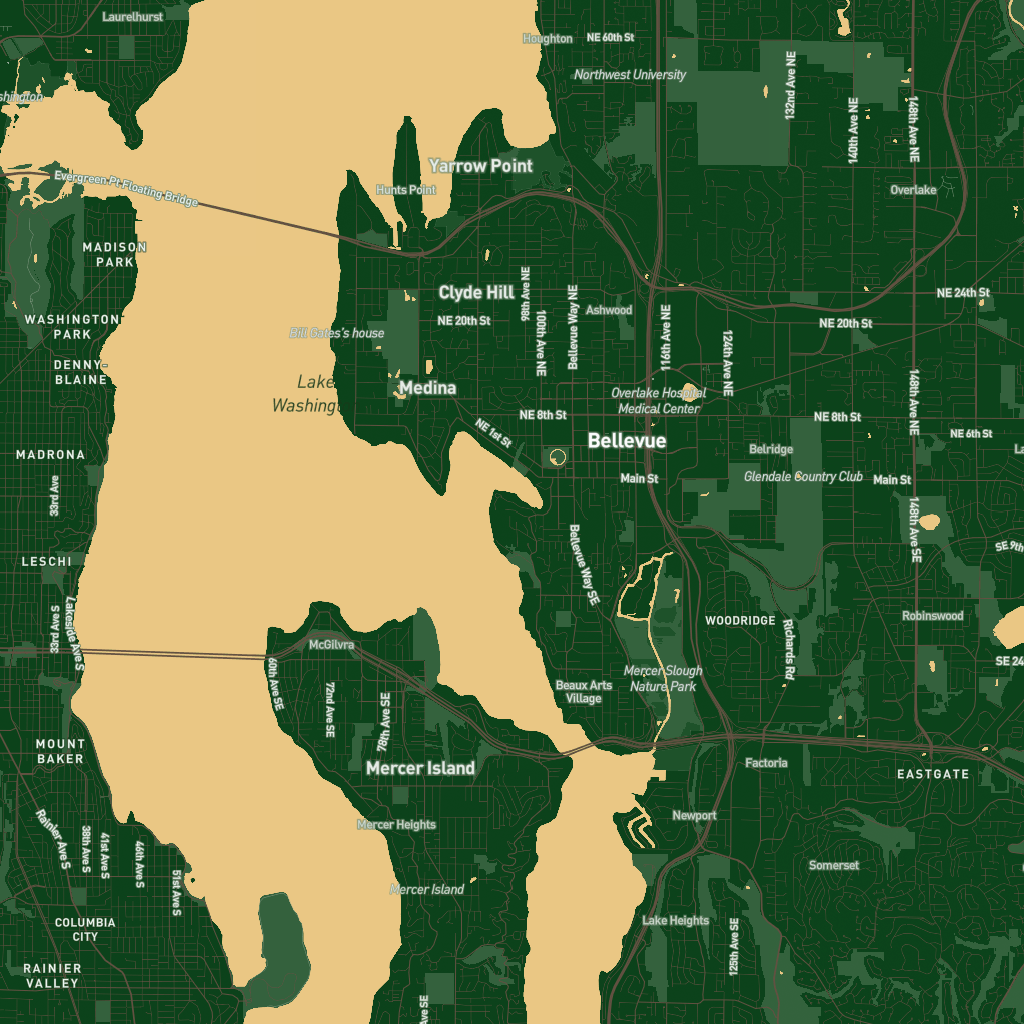 Laurelhurst
Houghton
NE 60th St
Northwest University
132nd Ave NE
140th Ave NE
148th Ave NE
shington
Yarrow Point
Evergreen Pt Floating Bridge
Hunts Point
Overlake
MADISON
PARK
Clyde Hill
98th Ave NE
100th Ave NE
Bellevue Way NE
Ashwood
NE 24th St
WASHINGTON
PARK
Bill Gates's house
NE 20th St
116th Ave NE
124th Ave NE
NE 20th St
DENNY-
BLAINE
Lake
Washingt
Medina
Overlake Hospital
Medical Center
148th Ave NE
NE 8th St
NE 8th St
NE 1st St
Bellevue
NE 6th St
MADRONA
Belridge
La
33rd Ave
Main St
Glendale Country Club
Main St
148th Ave SE
LESCHI
Bellevue Way SE
SE 9th
33rd Ave S
Lakeside Ave S
McGilvra
WOODRIDGE
Richards Rd
Robinswood
60th Ave SE
72nd Ave SE
78th Ave SE
Beaux Arts
Village
Mercer Slough
Nature Park
SE 24
MOUNT
BAKER
Mercer Island
Factoria
EASTGATE
Rainier Ave S
38th Ave S
41st Ave S
46th Ave S
51st Ave S
Mercer Heights
Newport
Mercer Island
Somerset
COLUMBIA
CITY
Lake Heights
125th Ave SE
RAINIER
VALLEY
Ave SE